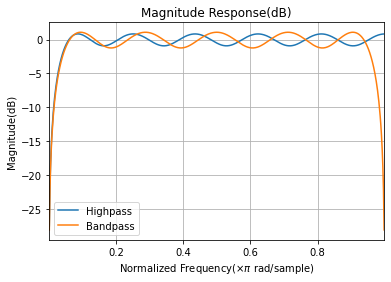 Magnitude Response(dB)
Magnitude(dB)
0
−5
−10
−15
−20
−25
Highpass
Bandpass
0.2
0.4
0.6
0.8
Normalized Frequency(×π rad/sample)